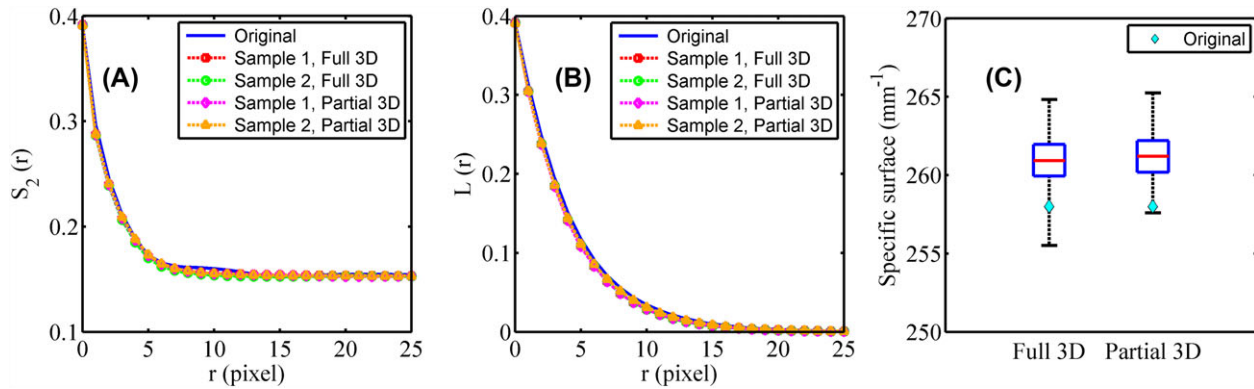 (A)
Original
Sample 1, Full 3D
Sample 2, Full 3D
Sample 1, Partial 3D
Sample 2, Partial 3D
0.4
0.3
0.2
0.1
S2 (r)
0 5 10 15 20 25
r (pixel)
(B)
Original
Sample 1, Full 3D
Sample 2, Full 3D
Sample 1, Partial 3D
Sample 2, Partial 3D
0.4
0.3
0.2
0.1
0
L (r)
0 5 10 15 20 25
r (pixel)
(C)
Original
270
265
260
255
250
Specific surface (mm-1)
Full 3D Partial 3D